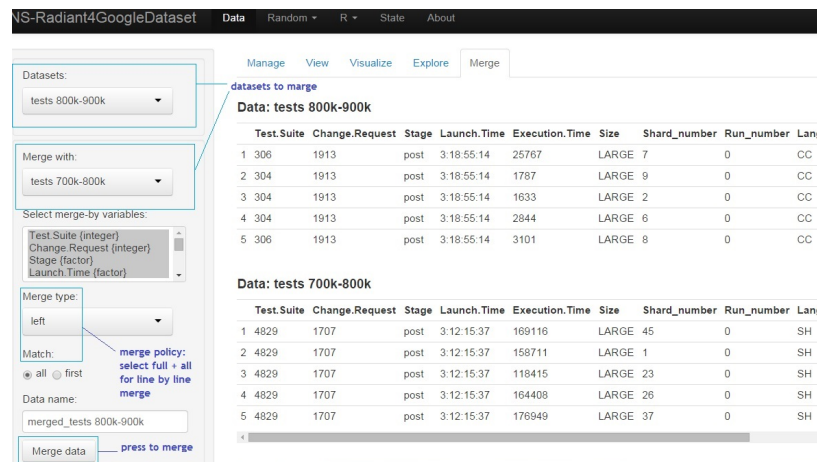 NS-Radiant4GoogleDataset Data Random R State About
Manage View Visualize Explore Merge
Datasets:
tests 800k-900k
datasets to marge
Merge with:
tests 700k-800k
Select merge-by variables:
Test.Suite {integer}
Change.Request {integer}
Stage {factor}
Launch.Time {factor}
Merge type:
left
Match:
all first
merge policy:
select full + all
for line by line
merge
Data name:
merged_tests 800k-900k
Merge data
press to merge
Data: tests 800k-900k
Test.Suite Change.Request Stage Launch.Time Execution.Time Size Shard_number Run_number Lan
1 306 1913 post 3:18:55:14 25767 LARGE 7 0 CC
2 304 1913 post 3:18:55:14 1787 LARGE 9 0 CC
3 304 1913 post 3:18:55:14 1633 LARGE 2 0 CC
4 304 1913 post 3:18:55:14 2844 LARGE 6 0 CC
5 306 1913 post 3:18:55:14 3101 LARGE 8 0 CC
Data: tests 700k-800k
Test.Suite Change.Request Stage Launch.Time Execution.Time Size Shard_number Run_number Lan
1 4829 1707 post 3:12:15:37 169116 LARGE 45 0 SH
2 4829 1707 post 3:12:15:37 158711 LARGE 1 0 SH
3 4829 1707 post 3:12:15:37 118415 LARGE 23 0 SH
4 4829 1707 post 3:12:15:37 164408 LARGE 26 0 SH
5 4829 1707 post 3:12:15:37 176949 LARGE 37 0 SH